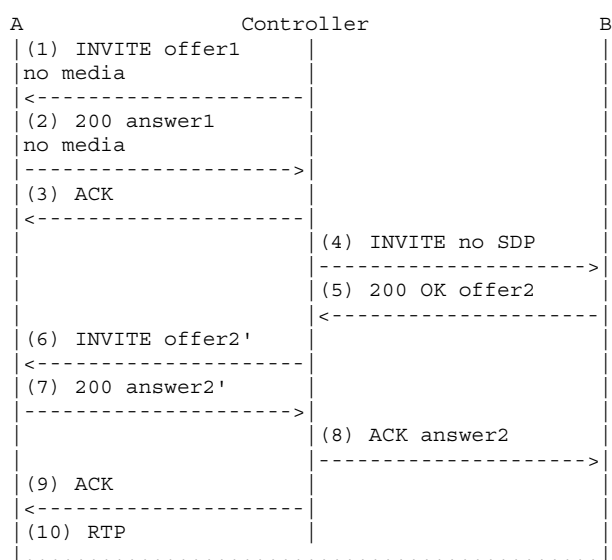 A Controller B
(1) INVITE offer1
no media
(2) 200 answer1
no media
(3) ACK
(4) INVITE no SDP
(5) 200 OK offer2
(6) INVITE offer2'
(7) 200 answer2'
(8) ACK answer2
(9) ACK
(10) RTP